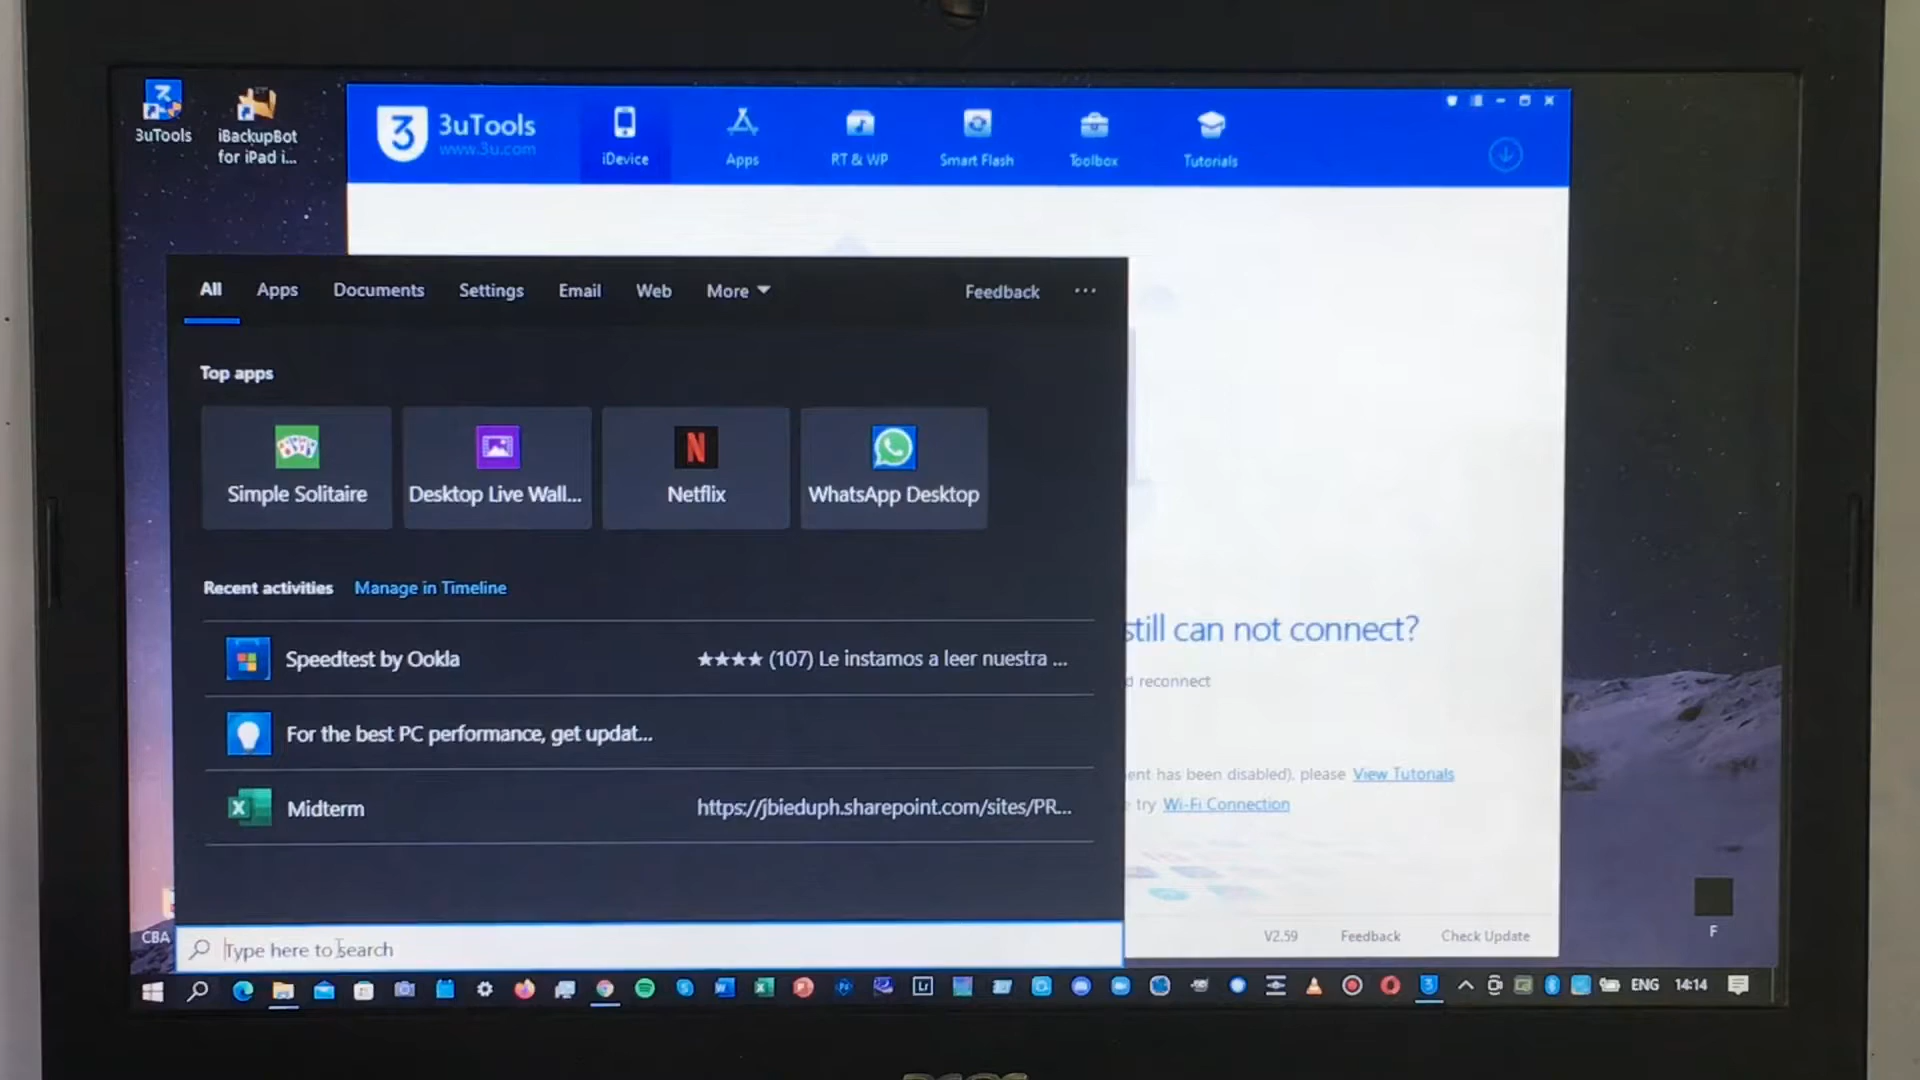 3uTools
iBackupBot
for iPad i...
3
3uTools
www.3u.com
iDevice
Apps
RT & WP
Smart Flash
Toolbox
Tutorials
All
Apps
Documents
Settings
Email
Web
More
Feedback
...
Top apps
Simple Solitaire
Desktop Live Wall...
Netflix
WhatsApp Desktop
Recent activities
Manage in Timeline
Speedtest by Ookla
★★★★ (107) Le instamos a leer nuestra ...
For the best PC performance, get updat...
Midterm
https://jbieduph.sharepoint.com/sites/PR...
still can not connect?
d reconnect
ent has been disabled), please View Tutorials
try Wi-Fi Connection
V2.59
Feedback
Check Update
CBA
F
Type here to search
ENG
14:14